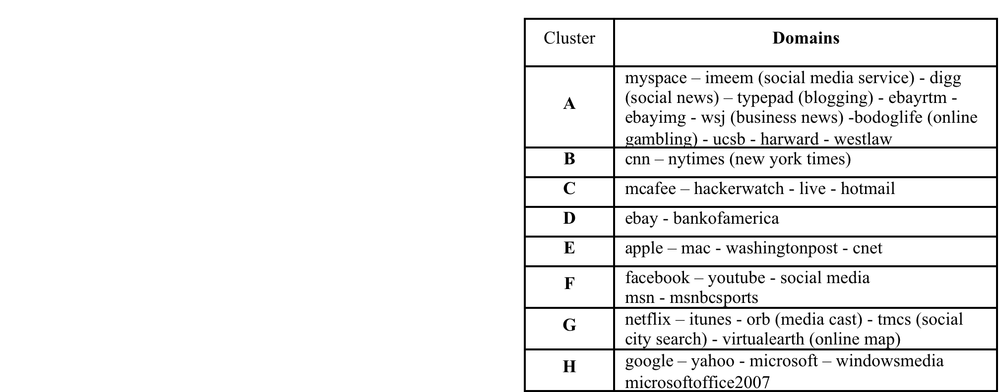 Cluster
Domains
A
myspace – imeem (social media service) - digg
(social news) – typepad (blogging) - ebayrtm -
ebayimg - wsj (business news) -bodoglife (online
gambling) - ucsb - harward - westlaw
B
cnn – nytimes (new york times)
C
mcafee – hackerwatch - live - hotmail
D
ebay - bankofamerica
E
apple – mac - washingtonpost - cnet
F
facebook – youtube - social media
msn - msnbcsports
G
netflix – itunes - orb (media cast) - tmcs (social
city search) - virtualearth (online map)
H
google – yahoo - microsoft – windowsmedia
microsoftoffice2007